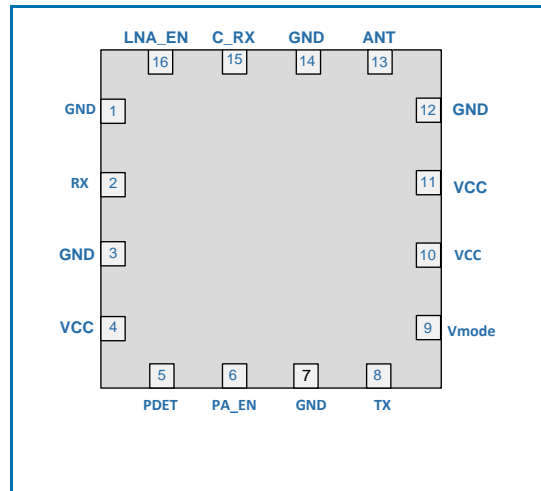 LNA_EN C_RX GND ANT
16 15 14 13
GND 1 12 GND
RX 2 11 VCC
GND 3 10 VCC
VCC 4 9 Vmode
5 6 7 8
PDET PA_EN GND TX